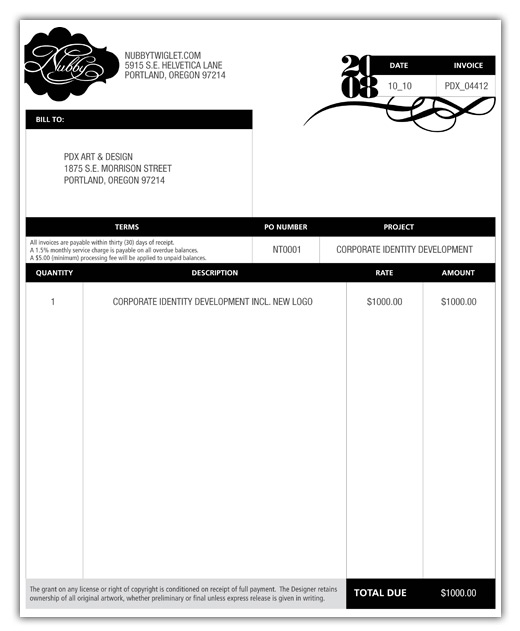 Nubby
NUBBYTWIGLET.COM
5915 S.E. HELVETICA LANE
PORTLAND, OREGON 97214
2008
DATE INVOICE
10_10 PDX_04412
BILL TO:
PDX ART & DESIGN
1875 S.E. MORRISON STREET
PORTLAND, OREGON 97214
TERMS PO NUMBER PROJECT
All invoices are payable within thirty (30) days of receipt.
A 1.5% monthly service charge is payable on all overdue balances.
A $5.00 (minimum) processing fee will be applied to unpaid balances.
NT0001 CORPORATE IDENTITY DEVELOPMENT
QUANTITY DESCRIPTION RATE AMOUNT
1 CORPORATE IDENTITY DEVELOPMENT INCL. NEW LOGO $1000.00 $1000.00
The grant on any license or right of copyright is conditioned on receipt of full payment. The Designer retains
ownership of all original artwork, whether preliminary or final unless express release is given in writing.
TOTAL DUE $1000.00